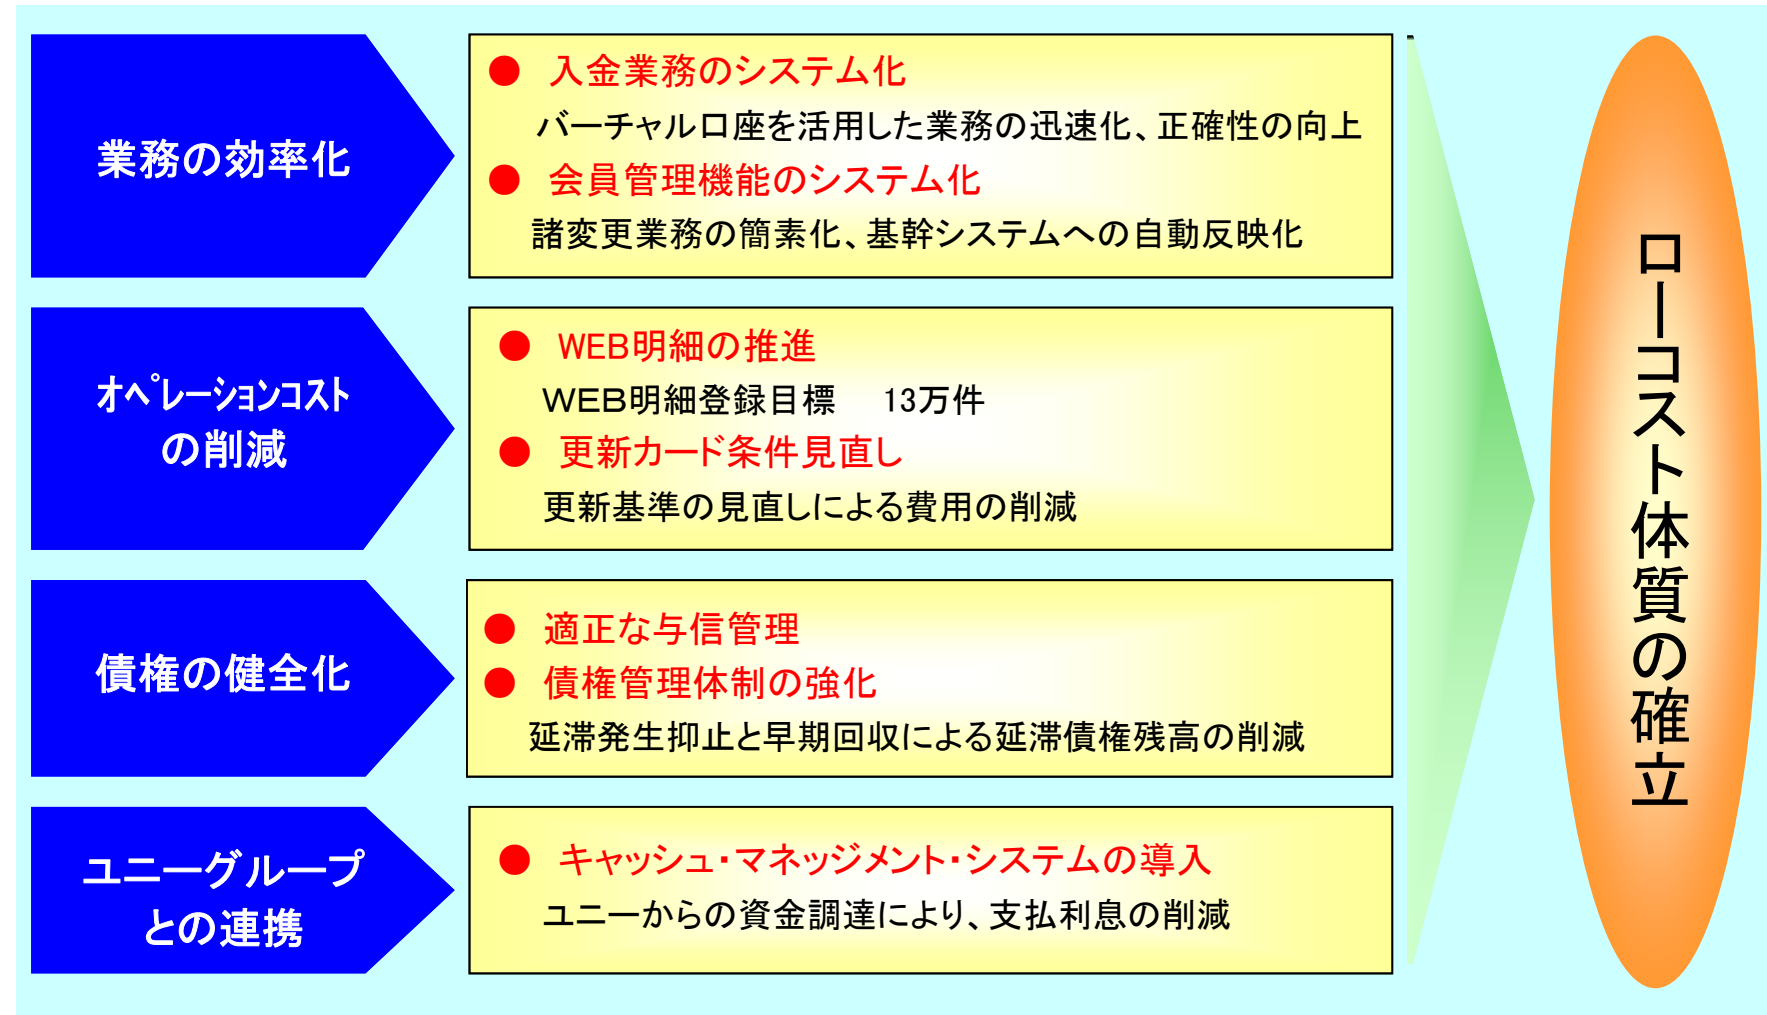 業務の効率化
● 入金業務のシステム化
バーチャル口座を活用した業務の迅速化、正確性の向上
● 会員管理機能のシステム化
諸変更業務の簡素化、基幹システムへの自動反映化
ｵﾍﾟﾚｰｼｮﾝｺｽﾄ
の削減
● WEB明細の推進
ＷＥＢ明細登録目標　13万件
● 更新カード条件見直し
更新基準の見直しによる費用の削減
債権の健全化
● 適正な与信管理
● 債権管理体制の強化
延滞発生抑止と早期回収による延滞債権残高の削減
ユニーグループ
との連携
● キャッシュ・マネッジメント・システムの導入
ユニーからの資金調達により、支払利息の削減
ローコスト体質の確立